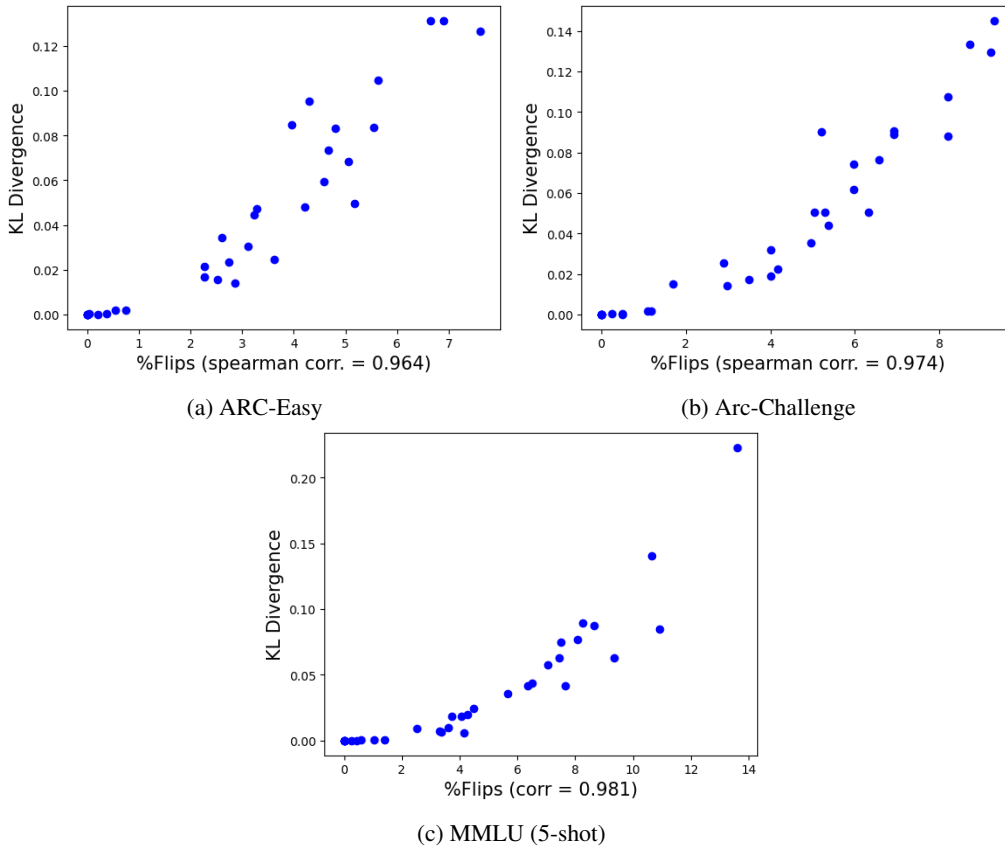 0.12
0.10
0.08
0.06
0.04
0.02
0.00
KL Divergence
0 1 2 3 4 5 6 7
%Flips (spearman corr. = 0.964)
(a) ARC-Easy
0.14
0.12
0.10
0.08
0.06
0.04
0.02
0.00
KL Divergence
0 2 4 6 8
%Flips (spearman corr. = 0.974)
(b) Arc-Challenge
0.20
0.15
0.10
0.05
0.00
KL Divergence
0 2 4 6 8 10 12 14
%Flips (corr = 0.981)
(c) MMLU (5-shot)